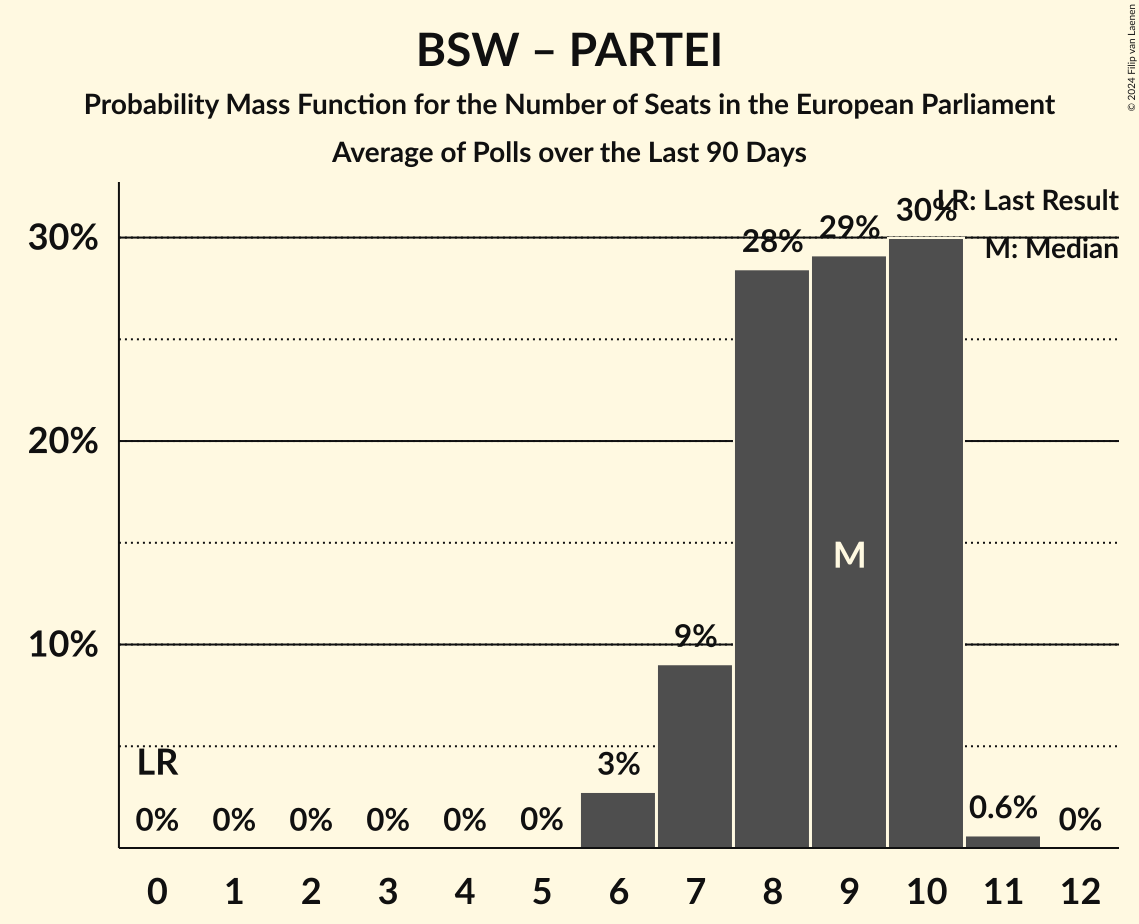 BSW – PARTEI
Probability Mass Function for the Number of Seats in the European Parliament
Average of Polls over the Last 90 Days
© 2024 Filip van Laenen
LR: Last Result
M: Median
30%
20%
10%
LR
0%
0%
0%
0%
0%
0%
3%
9%
28%
29%
30%
0.6%
0%
M
0 1 2 3 4 5 6 7 8 9 10 11 12